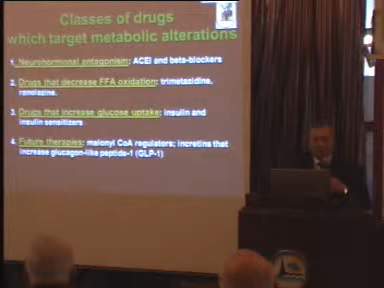 Classes of drugs
which target metabolic alterations
1. Neurohormonal antagonism: ACEI and beta-blockers
2. Drugs that decrease FFA oxidation: trimetazidine,
ranolazine.
3. Drugs that increase glucose uptake: insulin and
insulin sensitizers
4. Future therapies: malonyl CoA regulators; incretins that
increase glucagon-like peptide-1 (GLP-1)